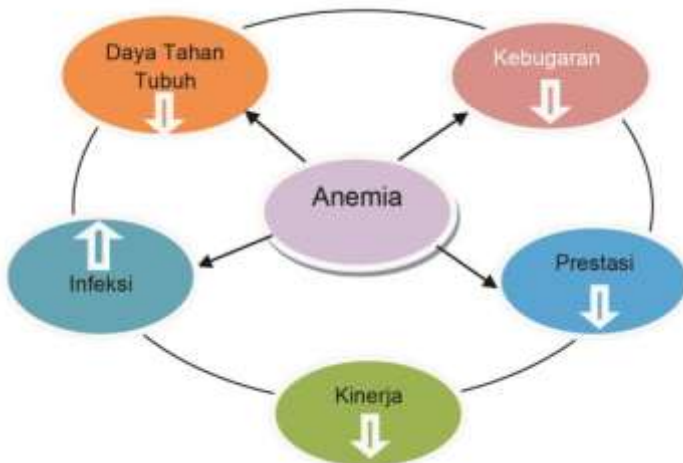 Daya Tahan
Tubuh
Kebugaran
Anemia
Infeksi
Prestasi
Kinerja